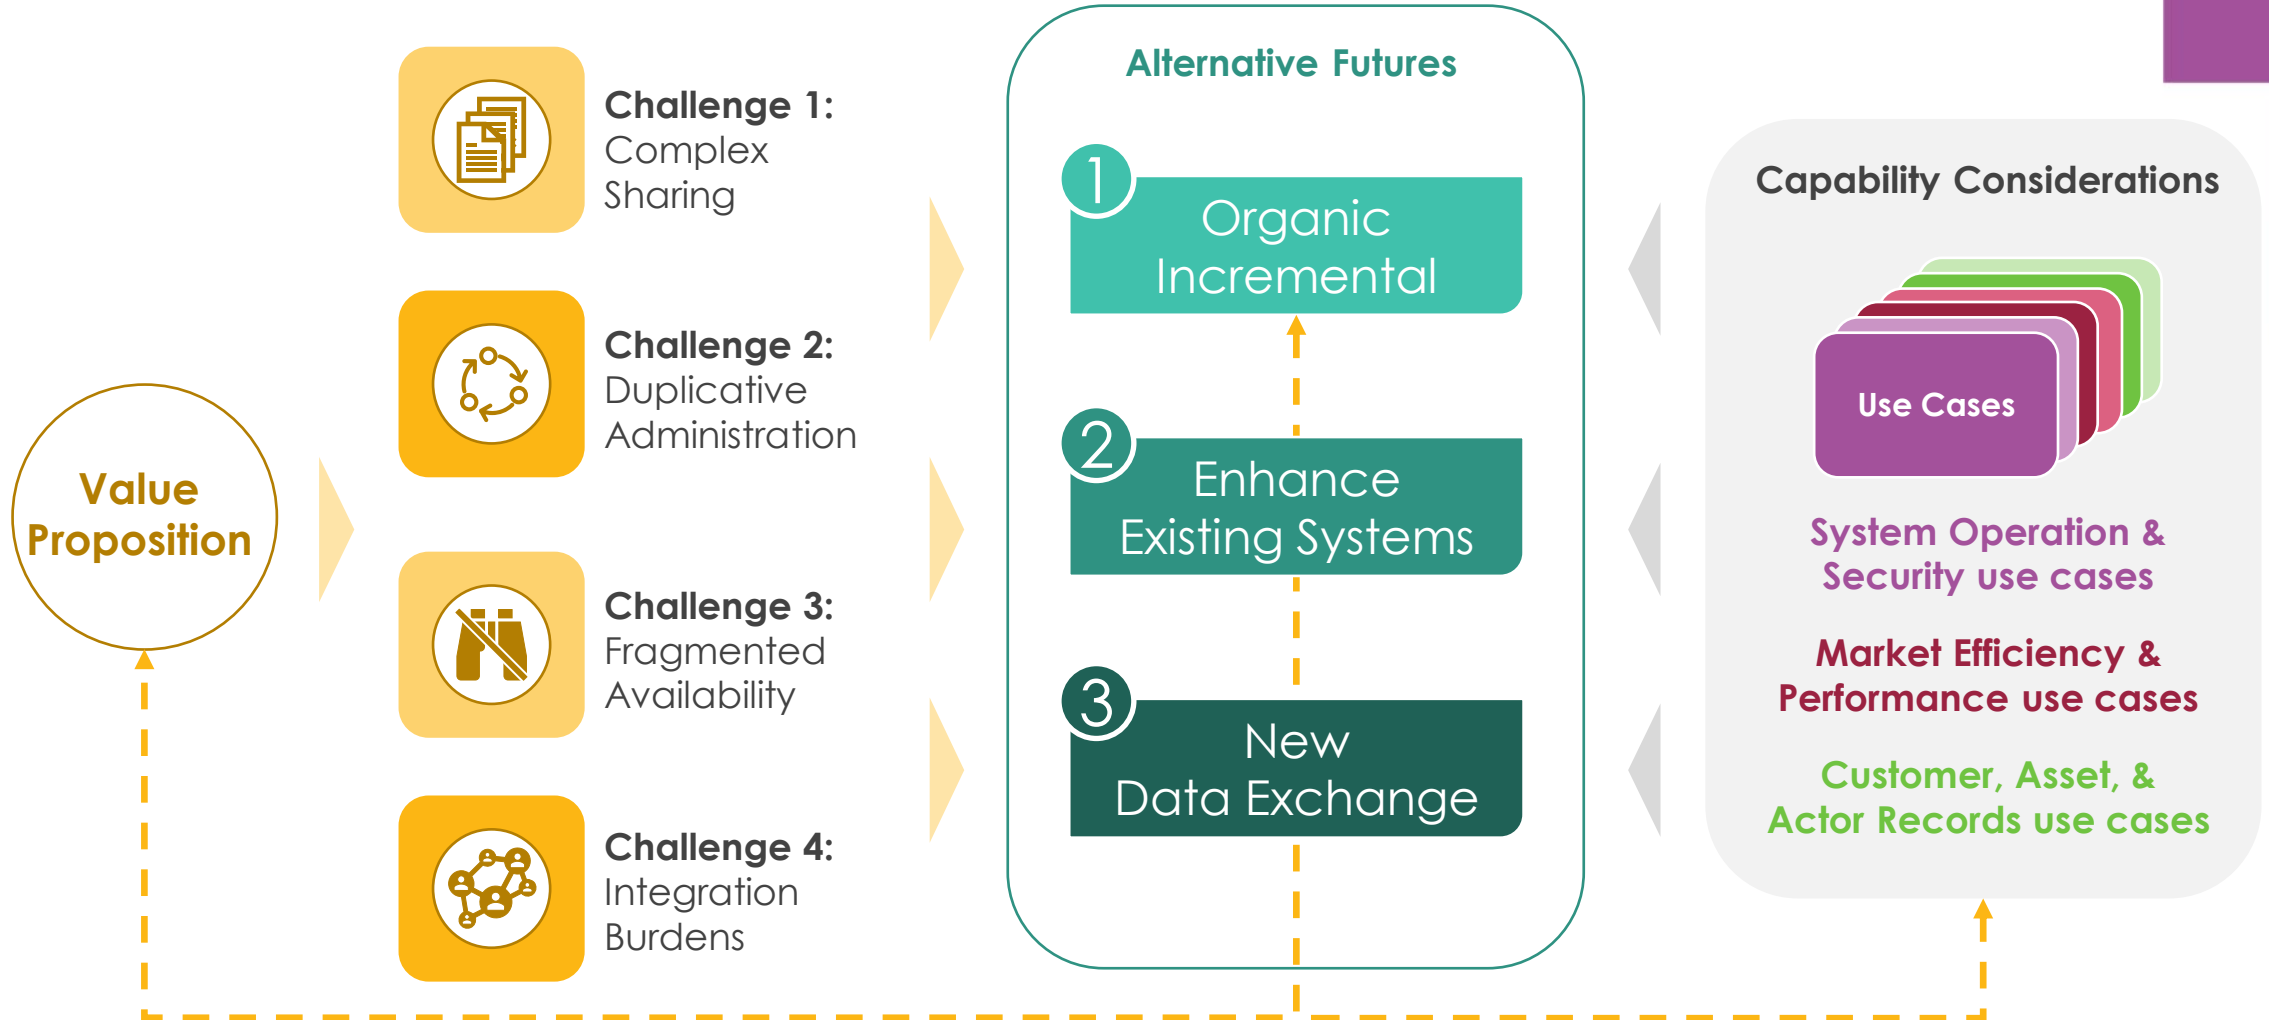 Value
Proposition
Challenge 1:
Complex
Sharing
Challenge 2:
Duplicative
Administration
Challenge 3:
Fragmented
Availability
Challenge 4:
Integration
Burdens
Alternative Futures
1
Organic
Incremental
2
Enhance
Existing Systems
3
New
Data Exchange
Capability Considerations
Use Cases
System Operation &
Security use cases
Market Efficiency &
Performance use cases
Customer, Asset, &
Actor Records use cases